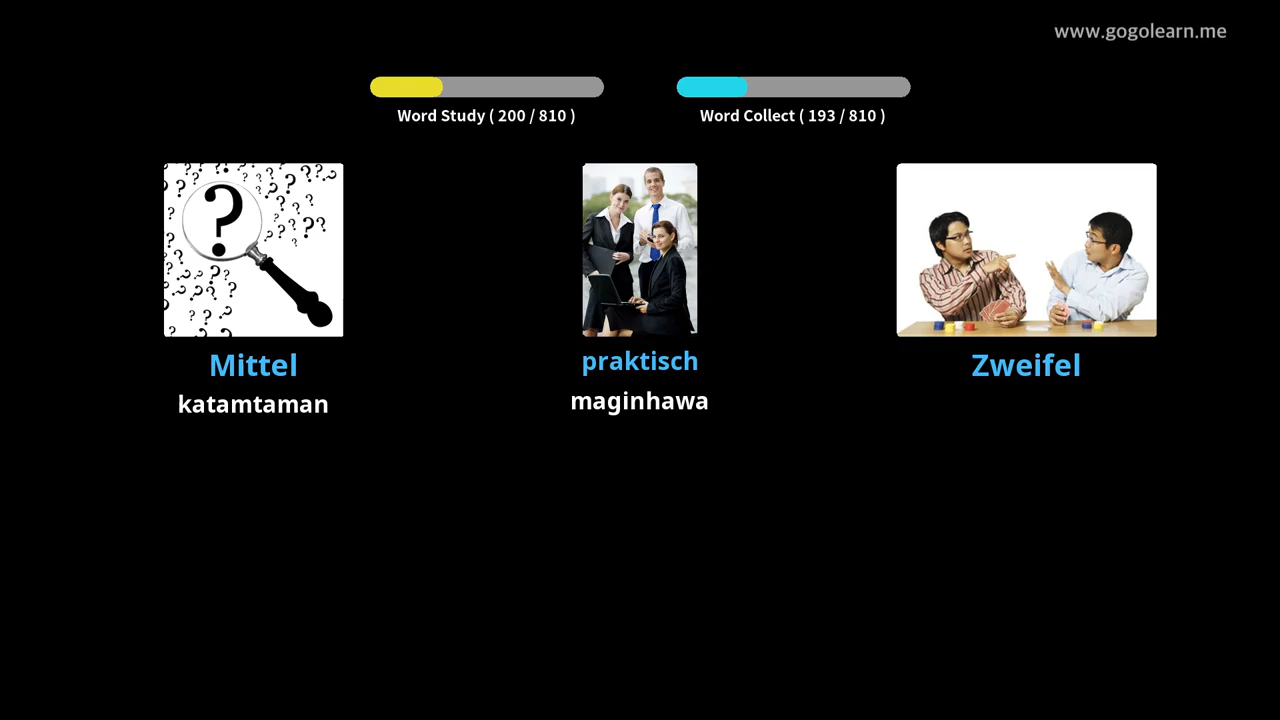 www.gogolearn.me
Word Study ( 200 / 810 )
Word Collect ( 193 / 810 )
Mittel
katamtaman
praktisch
maginhawa
Zweifel